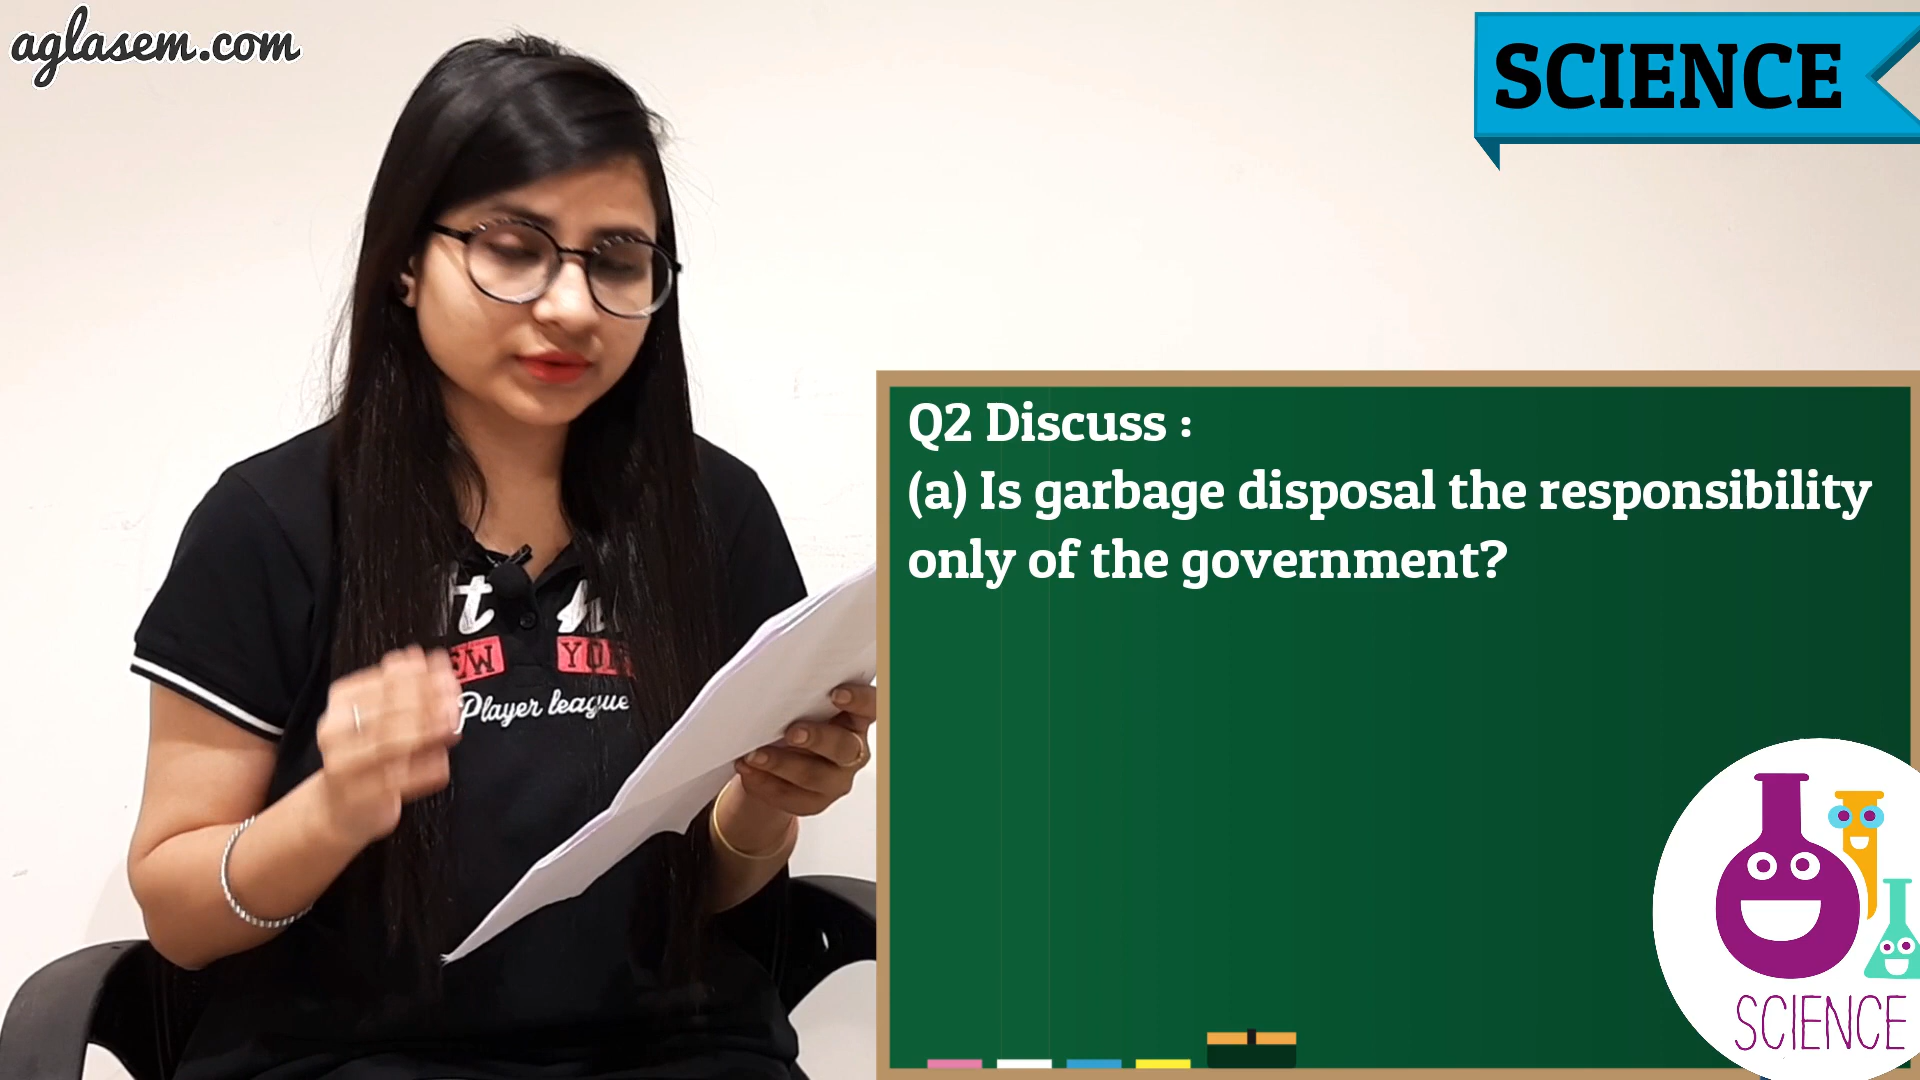 aglasem.com
SCIENCE
Q2 Discuss :
(a) Is garbage disposal the responsibility
only of the government?
Player league
SCIENCE